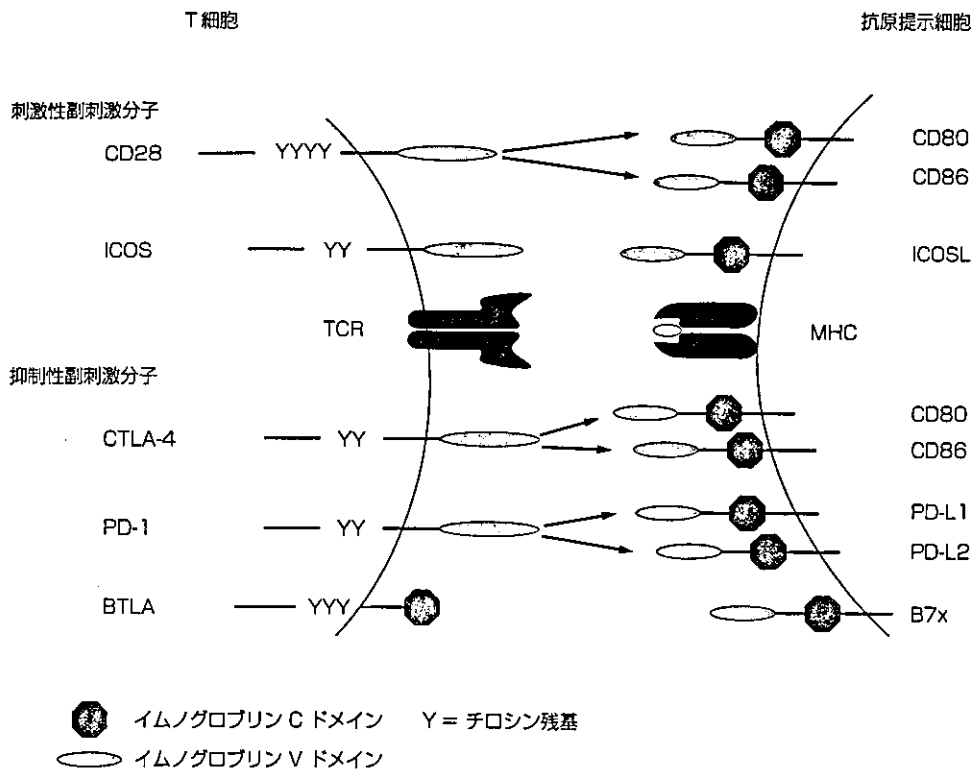 T 細胞
抗原提示細胞
刺激性副刺激分子
CD28
YYYY
CD80
CD86
ICOS
YY
ICOSL
TCR
MHC
抑制性副刺激分子
CTLA-4
YY
CD80
CD86
PD-1
YY
PD-L1
PD-L2
BTLA
YYY
B7x
イムノグロブリン C ドメイン
Y = チロシン残基
イムノグロブリン V ドメイン